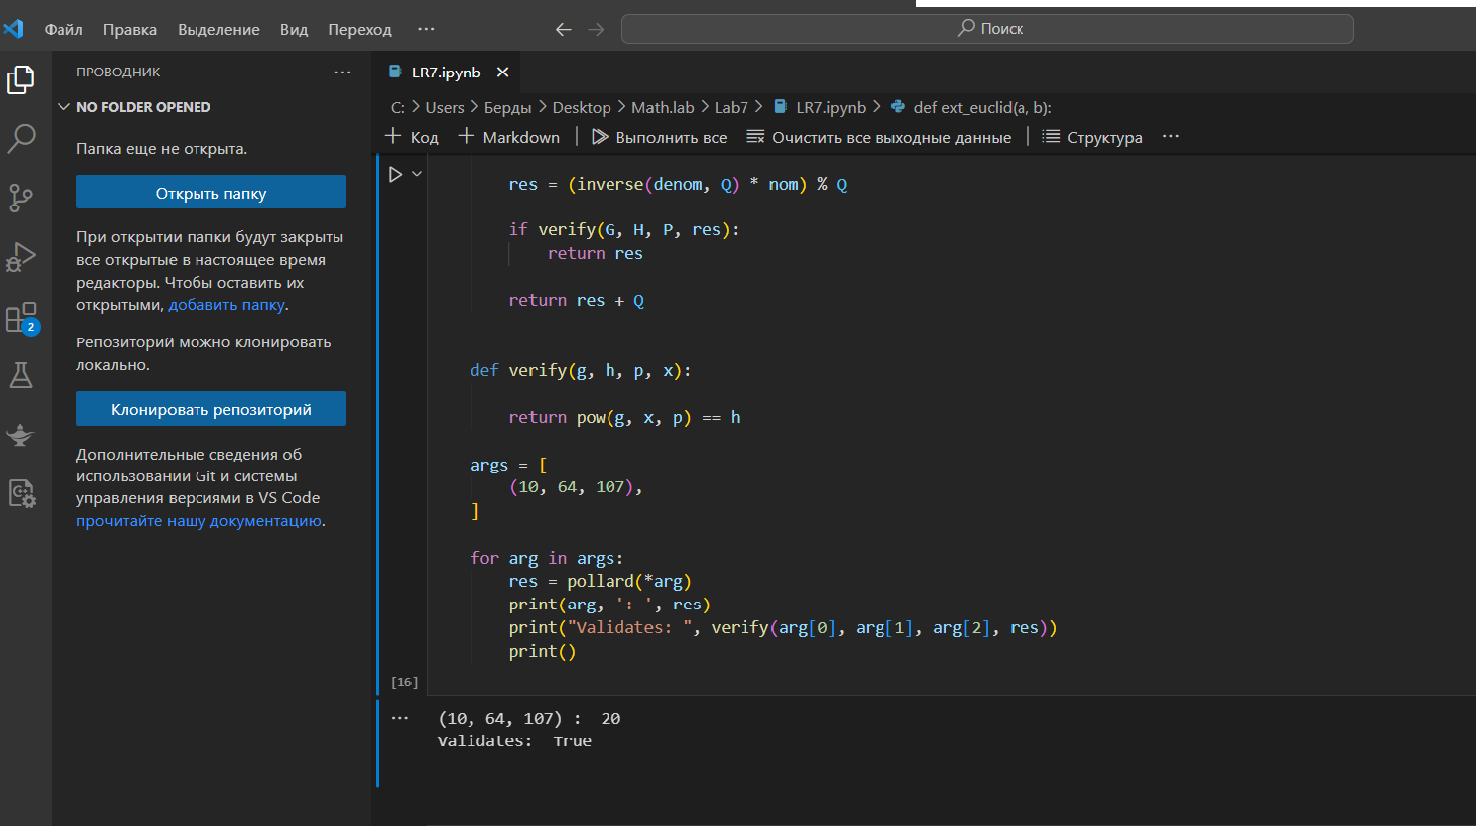 Файл Правка Выделение Вид Переход ··· Поиск
ПРОВОДНИК ···
NO FOLDER OPENED
Папка еще не открыта.
Открыть папку
При открытии папки будут закрыты
все открытые в настоящее время
редакторы. Чтобы оставить их
открытыми, добавить папку.
Репозиторий можно клонировать
локально.
Клонировать репозиторий
Дополнительные сведения об
использовании Git и системы
управления версиями в VS Code
прочитайте нашу документацию.
2
LR7.ipynb
C: > Users > Берды > Desktop > Math.lab > Lab7 > LR7.ipynb > def ext_euclid(a, b):
+ Код + Markdown | Выполнить все Очистить все выходные данные | Структура ···
res = (inverse(denom, Q) * nom) % Q
if verify(G, H, P, res):
return res
return res + Q
def verify(g, h, p, x):
return pow(g, x, p) == h
args = [
(10, 64, 107),
]
for arg in args:
res = pollard(*arg)
print(arg, ': ', res)
print("Validates: ", verify(arg[0], arg[1], arg[2], res))
print()
[16]
··· (10, 64, 107) :  20
Validates:  True